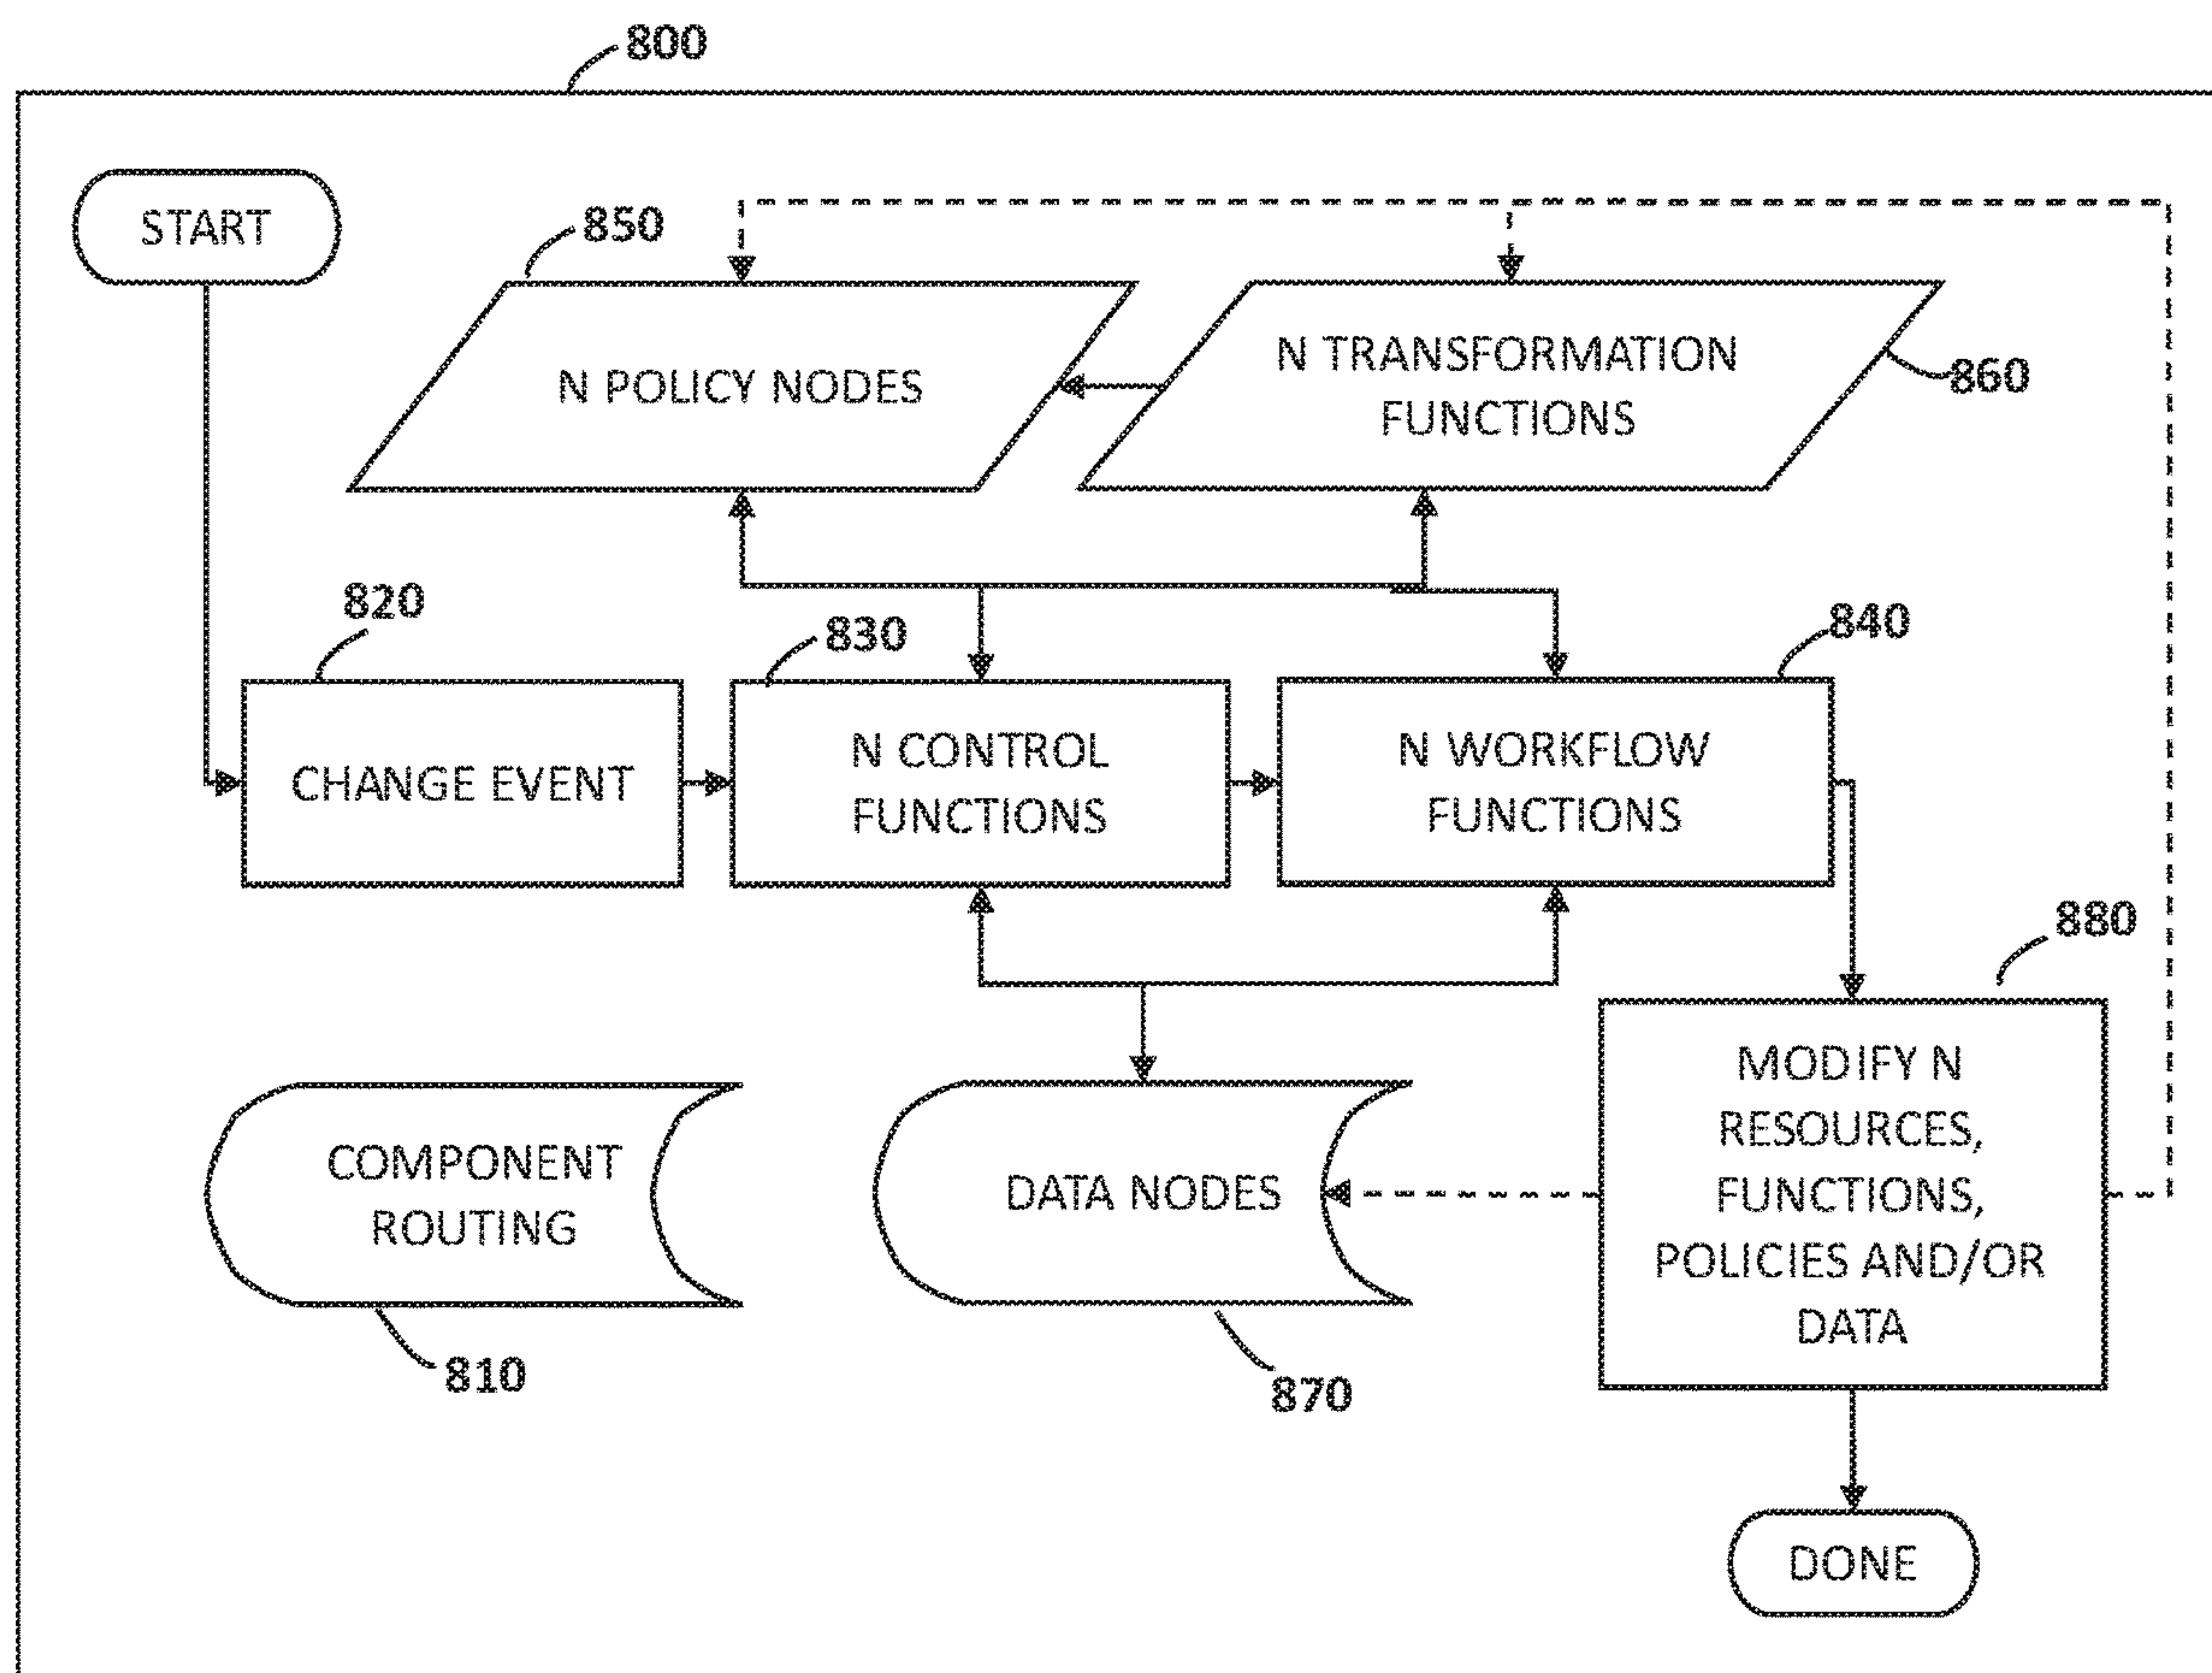 800
START
850
N POLICY NODES
N TRANSFORMATION
FUNCTIONS
860
820
830
840
CHANGE EVENT
N CONTROL
FUNCTIONS
N WORKFLOW
FUNCTIONS
880
COMPONENT
ROUTING
810
DATA NODES
870
MODIFY N
RESOURCES,
FUNCTIONS,
POLICIES AND/OR
DATA
DONE